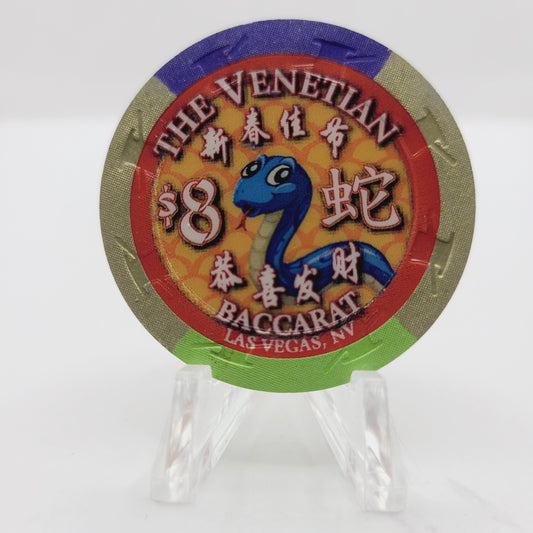 THE VENETIAN
新春佳节
$8
蛇
恭喜发财
BACCARAT
LAS VEGAS, NV